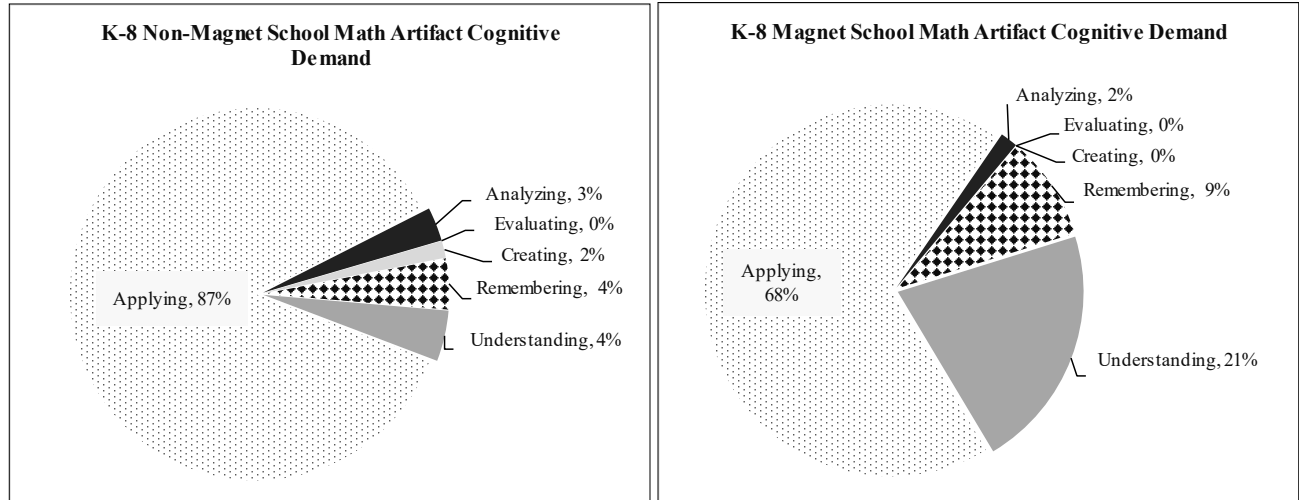 K-8 Non-Magnet School Math Artifact Cognitive
Demand
Analyzing, 3%
Evaluating, 0%
Creating, 2%
Remembering, 4%
Applying, 87%
Understanding, 4%
K-8 Magnet School Math Artifact Cognitive Demand
Analyzing, 2%
Evaluating, 0%
Creating, 0%
Remembering, 9%
Applying,
68%
Understanding, 21%